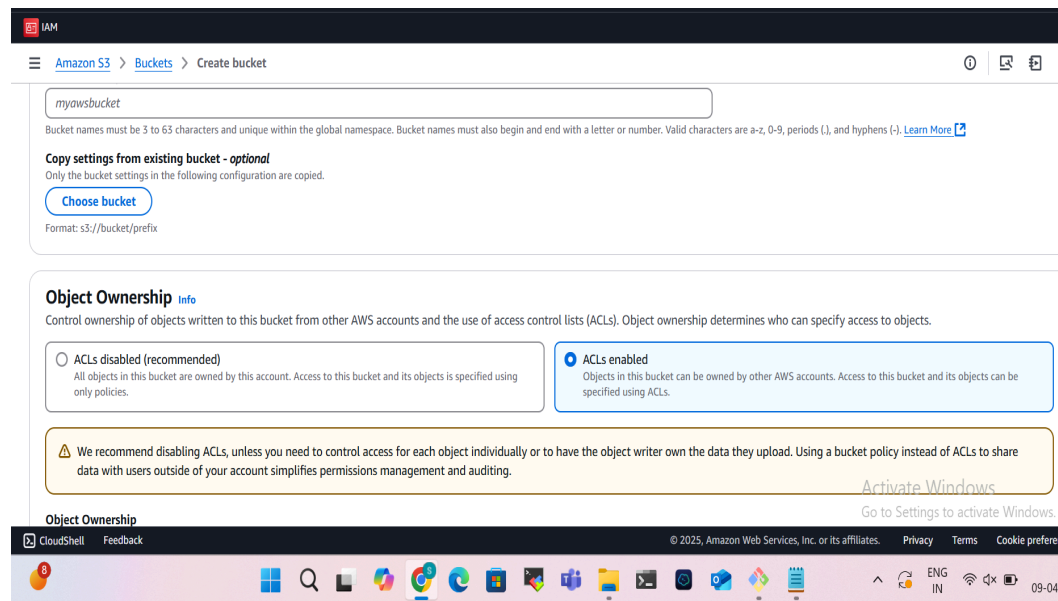 IAM
Amazon S3 > Buckets > Create bucket
myawsbucket
Bucket names must be 3 to 63 characters and unique within the global namespace. Bucket names must also begin and end with a letter or number. Valid characters are a-z, 0-9, periods (.), and hyphens (-). Learn More
Copy settings from existing bucket - optional
Only the bucket settings in the following configuration are copied.
Choose bucket
Format: s3://bucket/prefix
Object Ownership Info
Control ownership of objects written to this bucket from other AWS accounts and the use of access control lists (ACLs). Object ownership determines who can specify access to objects.
ACLs disabled (recommended)
All objects in this bucket are owned by this account. Access to this bucket and its objects is specified using
only policies.
ACLs enabled
Objects in this bucket can be owned by other AWS accounts. Access to this bucket and its objects can be
specified using ACLs.
We recommend disabling ACLs, unless you need to control access for each object individually or to have the object writer own the data they upload. Using a bucket policy instead of ACLs to share
data with users outside of your account simplifies permissions management and auditing.
Activate Windows
Go to Settings to activate Windows.
Object Ownership
CloudShell Feedback © 2025, Amazon Web Services, Inc. or its affiliates. Privacy Terms Cookie prefere
8
S
ENG
IN
09-04